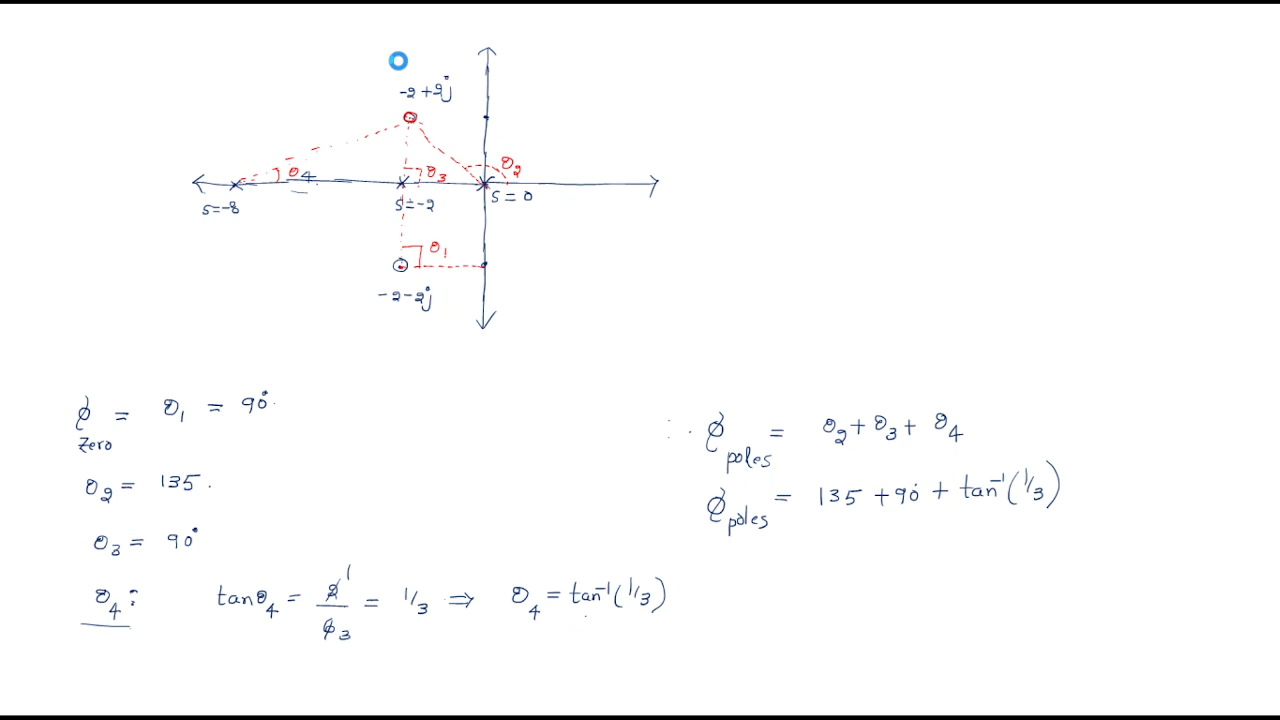 -2+2j
θ4
θ3
θ2
s=-8
s=-2
s=0
θ1
-2-2j
φzero = θ1 = 90°
θ2 = 135
θ3 = 90°
θ4: tanθ4 = 2/6 1/3 = 1/3 ⇒ θ4 = tan⁻¹(1/3)
∴ φpoles = θ2+θ3+θ4
φpoles = 135+90°+tan⁻¹(1/3)